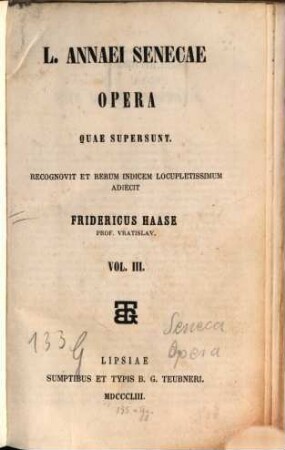 L. ANNAEI SENECAE
OPERA
QUAE SUPERSUNT.
RECOGNOVIT ET RERUM INDICEM LOCUPLETISSIMUM
ADIECIT
FRIDERICUS HAASE
PROF. VRATISLAV.
VOL. III.
133 G
Seneca
Opera
LIPSIAE
SUMPTIBUS ET TYPIS B. G. TEUBNERI.
MDCCCLIII.